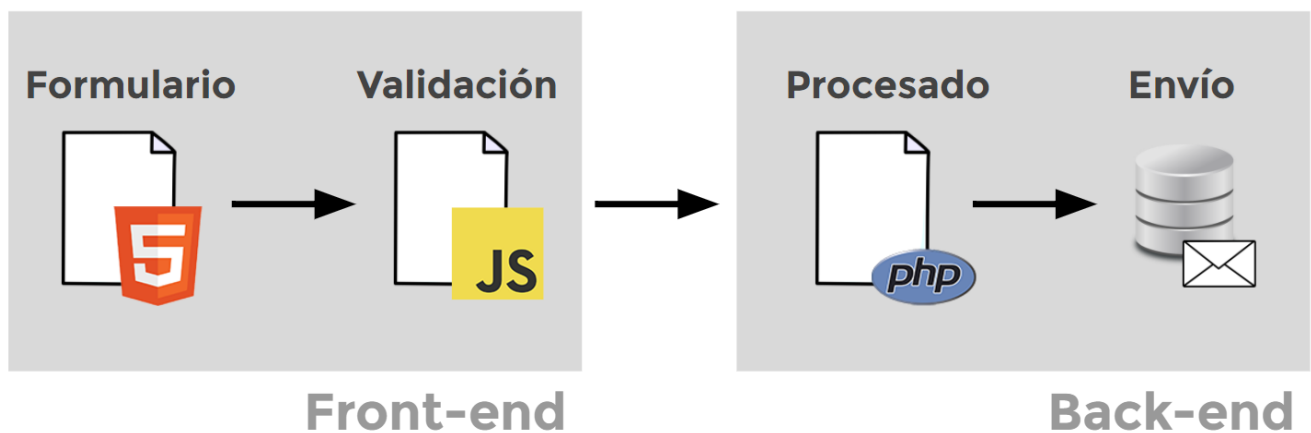 Formulario
Validación
Procesado
Envío
5
JS
php
Front-end
Back-end